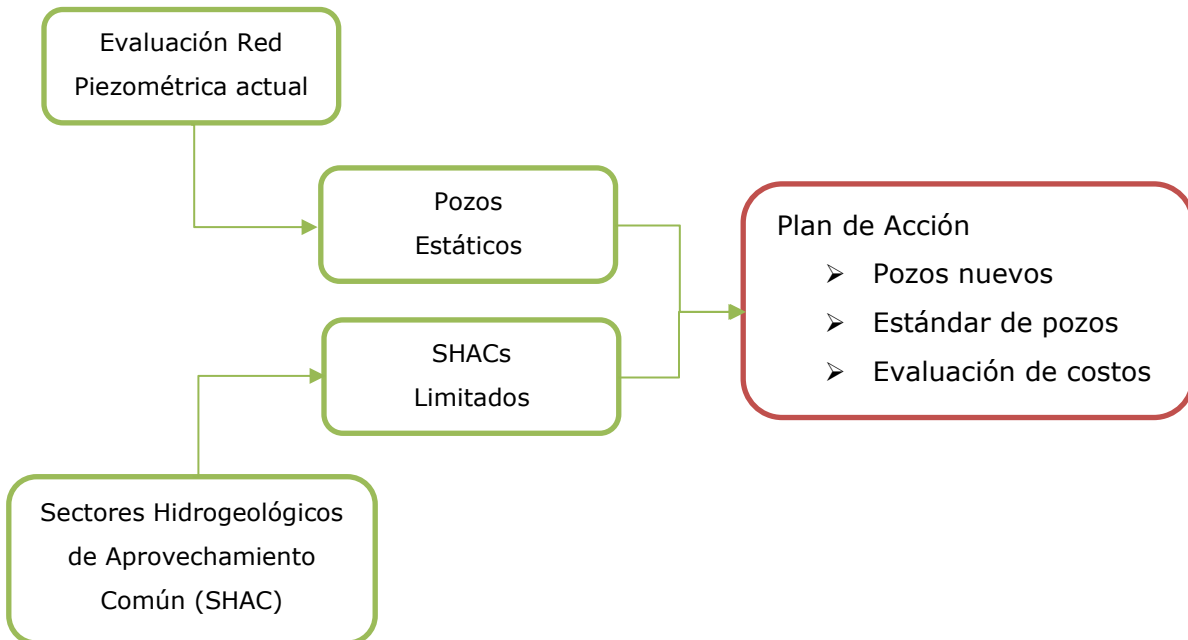 Evaluación Red
Piezométrica actual
Pozos
Estáticos
SHACs
Limitados
Sectores Hidrogeológicos
de Aprovechamiento
Común (SHAC)
Plan de Acción
➢ Pozos nuevos
➢ Estándar de pozos
➢ Evaluación de costos